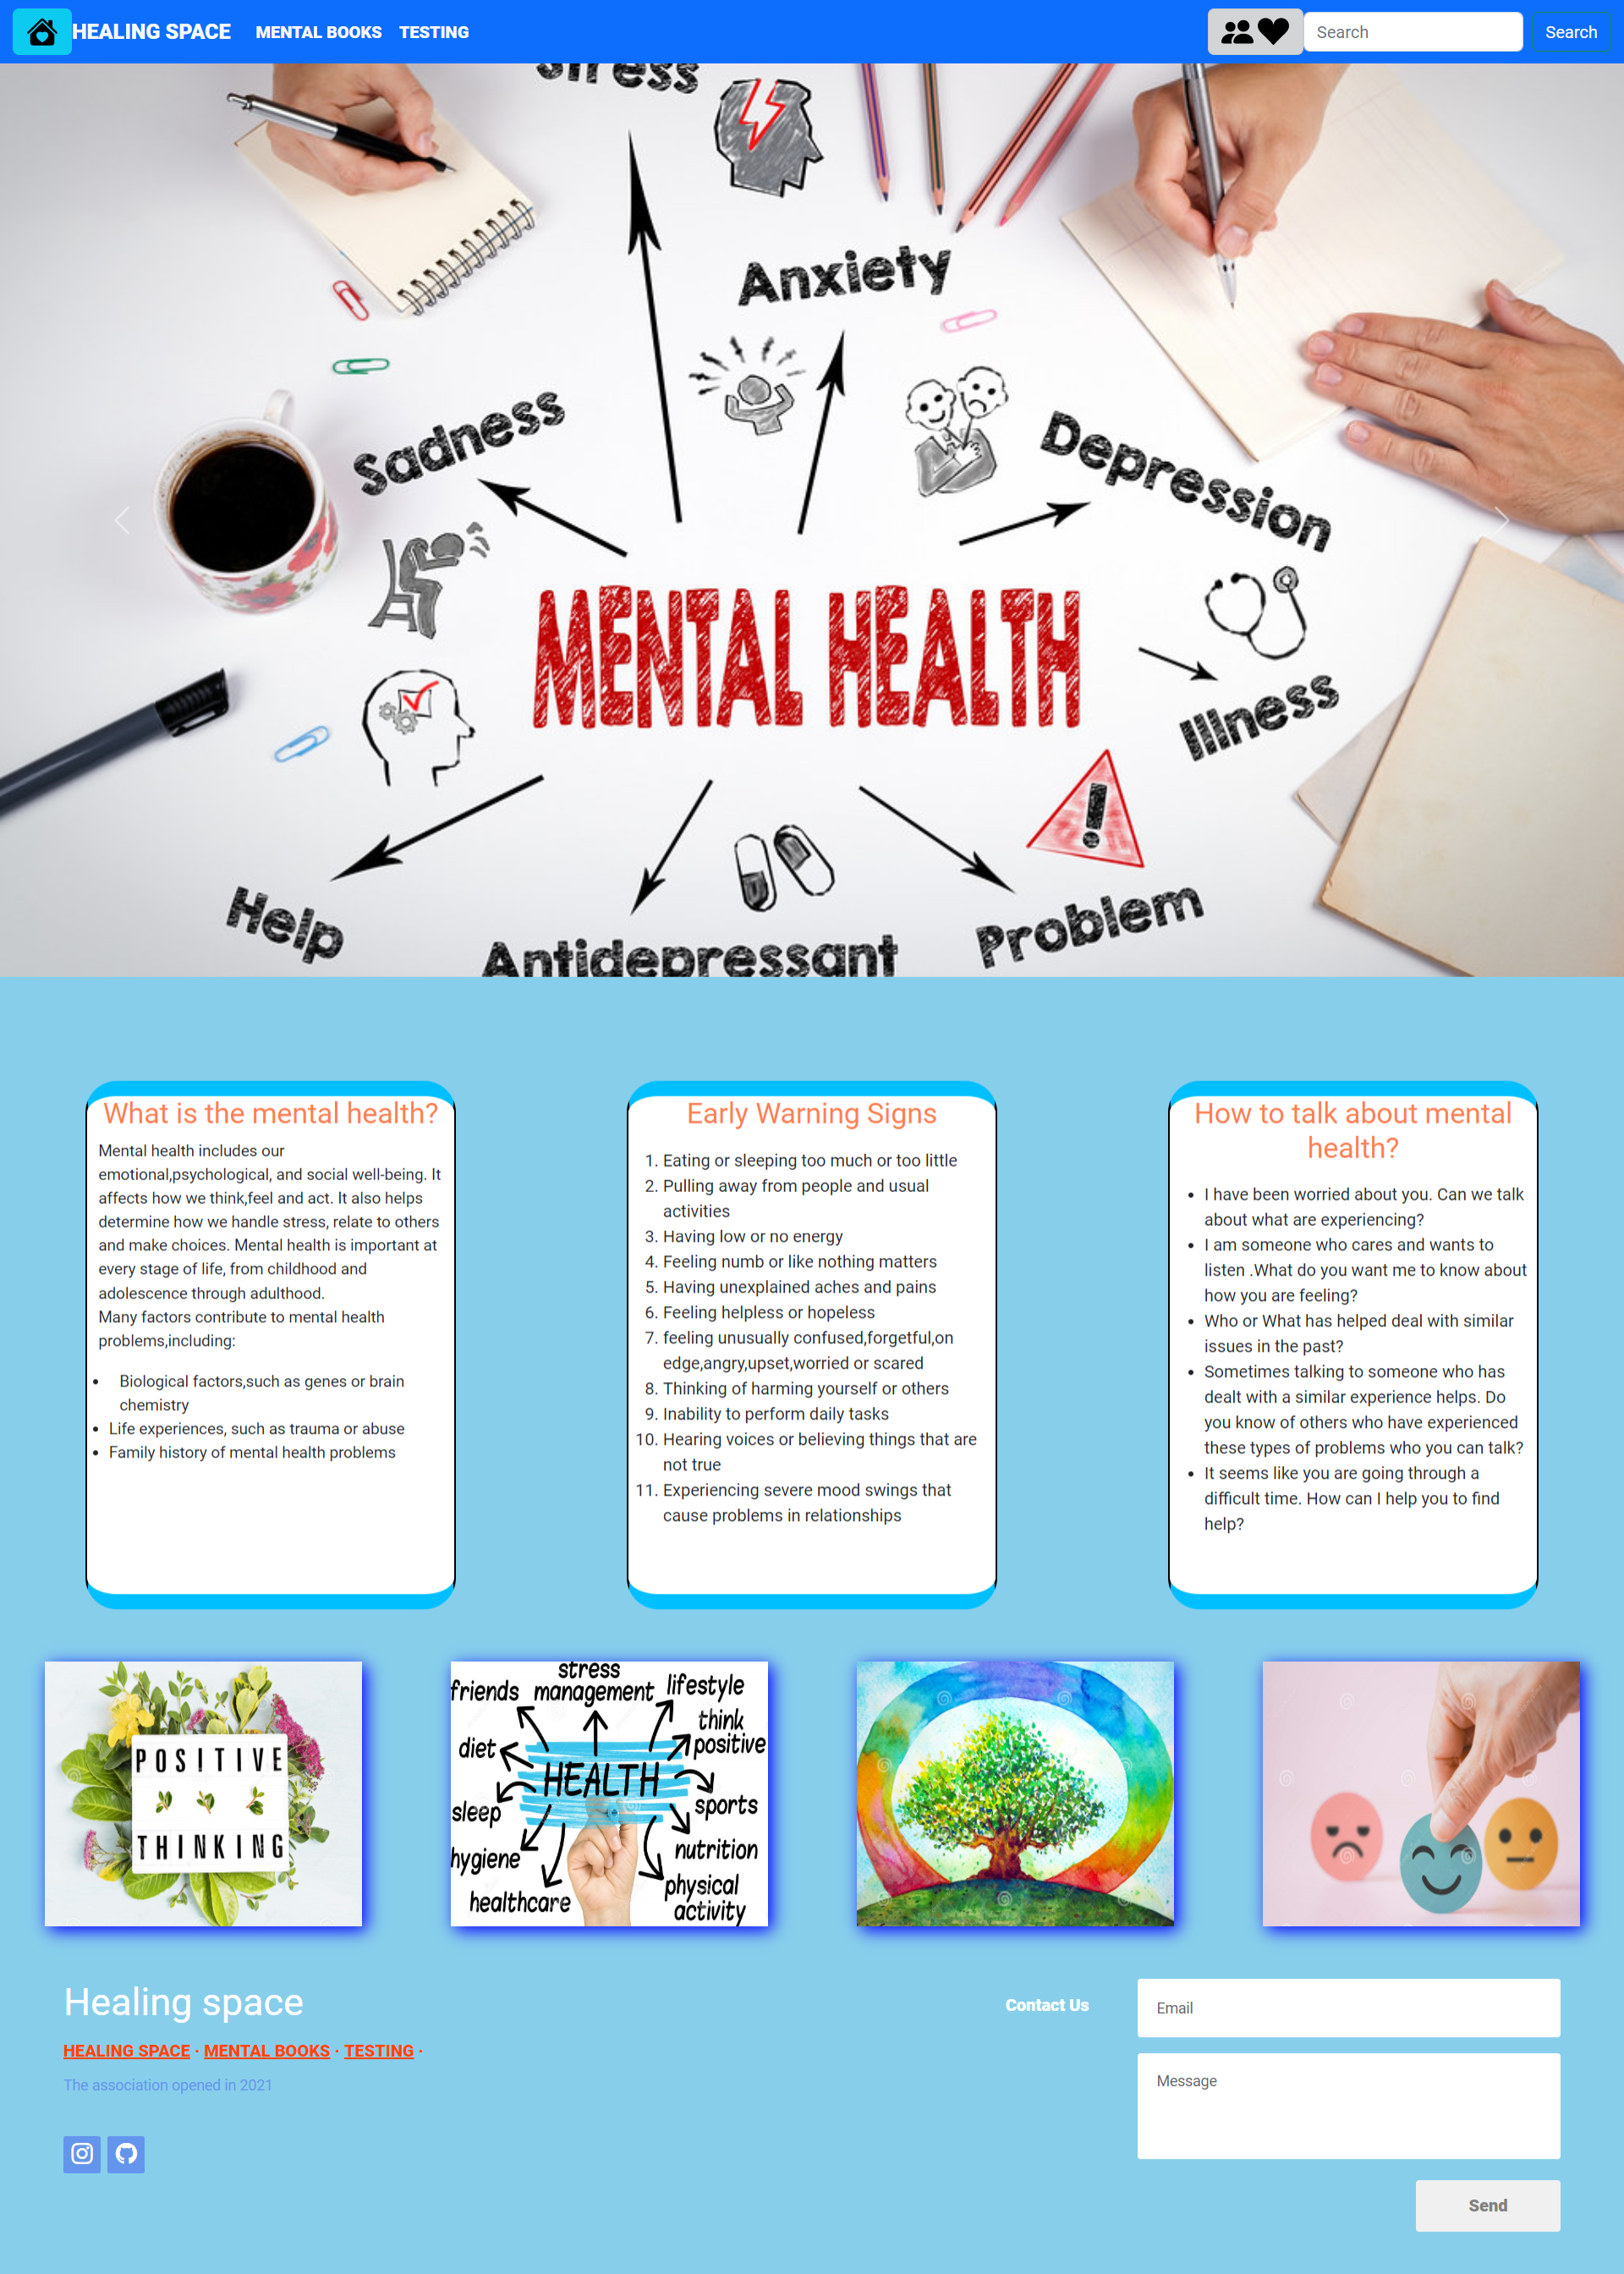 HEALING SPACE MENTAL BOOKS TESTING Search Search
Stress
Anxiety
Sadness
Depression
MENTAL HEALTH
Illness
Help
Antidepressant
Problem
What is the mental health?
Mental health includes our
emotional,psychological, and social well-being. It
affects how we think,feel and act. It also helps
determine how we handle stress, relate to others
and make choices. Mental health is important at
every stage of life, from childhood and
adolescence through adulthood.
Many factors contribute to mental health
problems,including:
• Biological factors,such as genes or brain
chemistry
• Life experiences, such as trauma or abuse
• Family history of mental health problems
Early Warning Signs
1. Eating or sleeping too much or too little
2. Pulling away from people and usual
activities
3. Having low or no energy
4. Feeling numb or like nothing matters
5. Having unexplained aches and pains
6. Feeling helpless or hopeless
7. feeling unusually confused,forgetful,on
edge,angry,upset,worried or scared
8. Thinking of harming yourself or others
9. Inability to perform daily tasks
10. Hearing voices or believing things that are
not true
11. Experiencing severe mood swings that
cause problems in relationships
How to talk about mental
health?
• I have been worried about you. Can we talk
about what are experiencing?
• I am someone who cares and wants to
listen .What do you want me to know about
how you are feeling?
• Who or What has helped deal with similar
issues in the past?
• Sometimes talking to someone who has
dealt with a similar experience helps. Do
you know of others who have experienced
these types of problems who you can talk?
• It seems like you are going through a
difficult time. How can I help you to find
help?
POSITIVE
THINKING
stress
management
friends
lifestyle
think
positive
diet
HEALTH
sleep
sports
hygiene
nutrition
healthcare
physical
activity
Healing space
HEALING SPACE · MENTAL BOOKS · TESTING ·
The association opened in 2021
Contact Us
Email
Message
Send